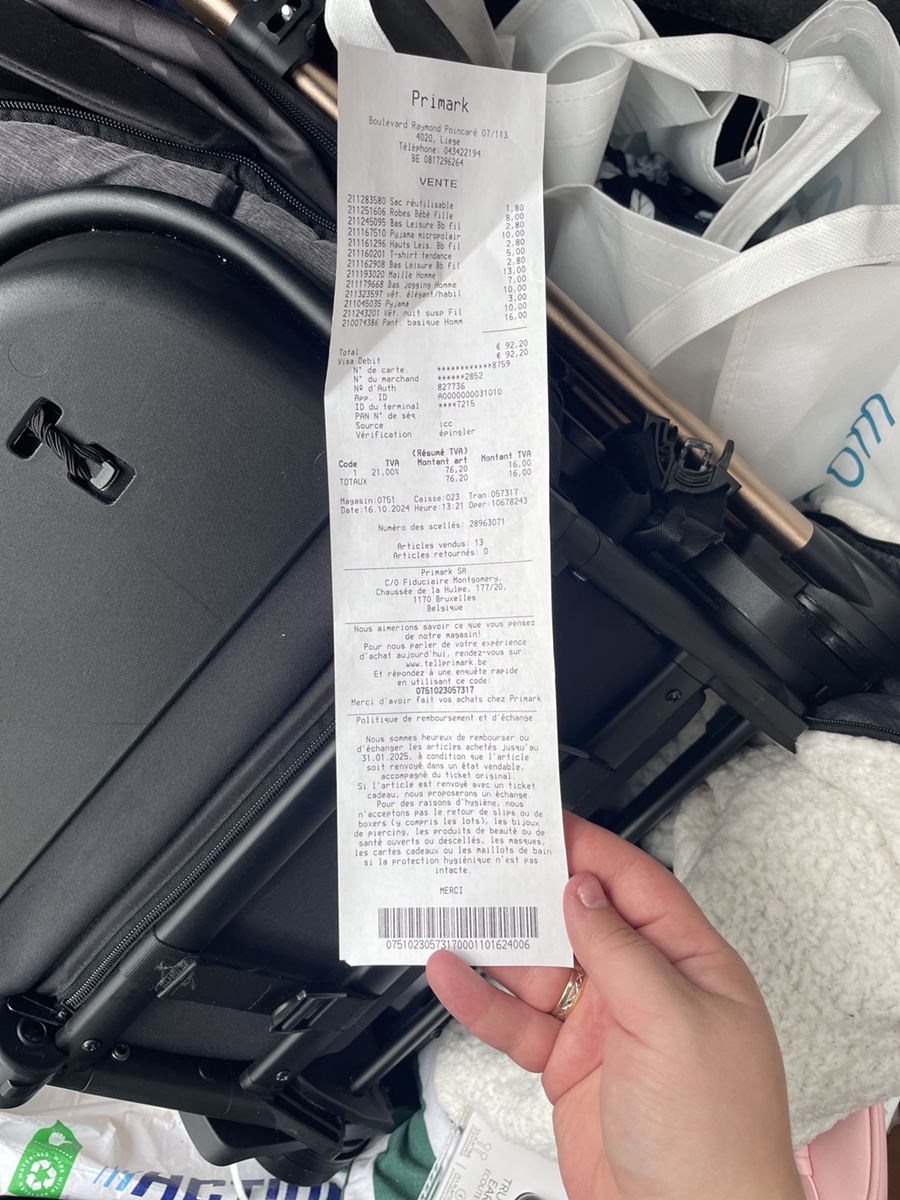 Primark
Boulevard Raymond Poincaré 07/113
4020, Liege
Téléphone: 043422194
BE 0817296264
VENTE
211283580 Sac réutilisable 1,80
211251606 Robes Bébé fille 8,00
211245095 Bas Leisure Bb fil 2,80
211167510 Pyjama micropolair 10,00
211161296 Hauts Leis. Bb fil 2,80
211160201 T-shirt tendance 5,00
211162908 Bas Leisure Bb fil 2,80
211193020 Maille Homme 13,00
211179668 Bas jogging Homme 7,00
211323597 vêt. élégant/habil 10,00
211045035 Pyjama 3,00
211243201 Vêt. nuit susp Fil 10,00
210074386 Pant. basique Homm 16,00
Total € 92,20
Visa Debit € 92,20
N° de carte. ************8759
N° du marchand ******2852
Nº d'Auth 827736
App. ID A0000000031010
ID du terminal ****7215
PAN N° de séq
Source icc
Vérification épingler
(Résumé TVA)
Code TVA Montant art Montant TVA
1 21,00% 76,20 16,00
TOTAUX 76,20 16,00
Magasin:0751 Caisse:023 Tran:057317
Date:16.10.2024 Heure:13:21 Oper:10678243
Numéro des scellés: 28963071
Articles vendus: 13
Articles retournés: 0
Primark SA
C/O Fiduciaire Montgomery,
Chaussée de la Hulpe, 177/20,
1170 Bruxelles
Belgique
Nous aimerions savoir ce que vous pensez
de notre magasin!
Pour nous parler de votre expérience
d'achat aujourd'hui, rendez-vous sur:
www.tellprimark.be
Et répondez à une enquête rapide
en utilisant ce code:
0751023057317
Merci d'avoir fait vos achats chez Primark
Politique de remboursement et d'échange
Nous sommes heureux de rembourser ou
d'échanger les articles achetés jusqu'au
31.01.2025, à condition que l'article
soit renvoyé dans un état vendable,
accompagné du ticket original.
Si l'article est renvoyé avec un ticket
cadeau, nous proposerons un échange.
Pour des raisons d'hygiène, nous
n'acceptons pas le retour de slips ou de
boxers (y compris les lots), les bijoux
de piercing, les produits de beauté ou de
santé ouverts ou descellés, les masques,
les cartes cadeaux ou les maillots de bain
si la protection hygiénique n'est pas
intacte.
MERCI
07510230573170001101624006